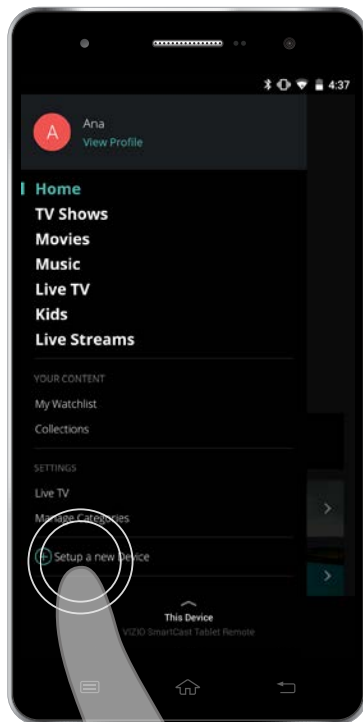 4:37
A
Ana
View Profile
Home
TV Shows
Movies
Music
Live TV
Kids
Live Streams
YOUR CONTENT
My Watchlist
Collections
SETTINGS
Live TV
Manage Categories
Setup a new Device
This Device
VIZIO SmartCast Tablet Remote